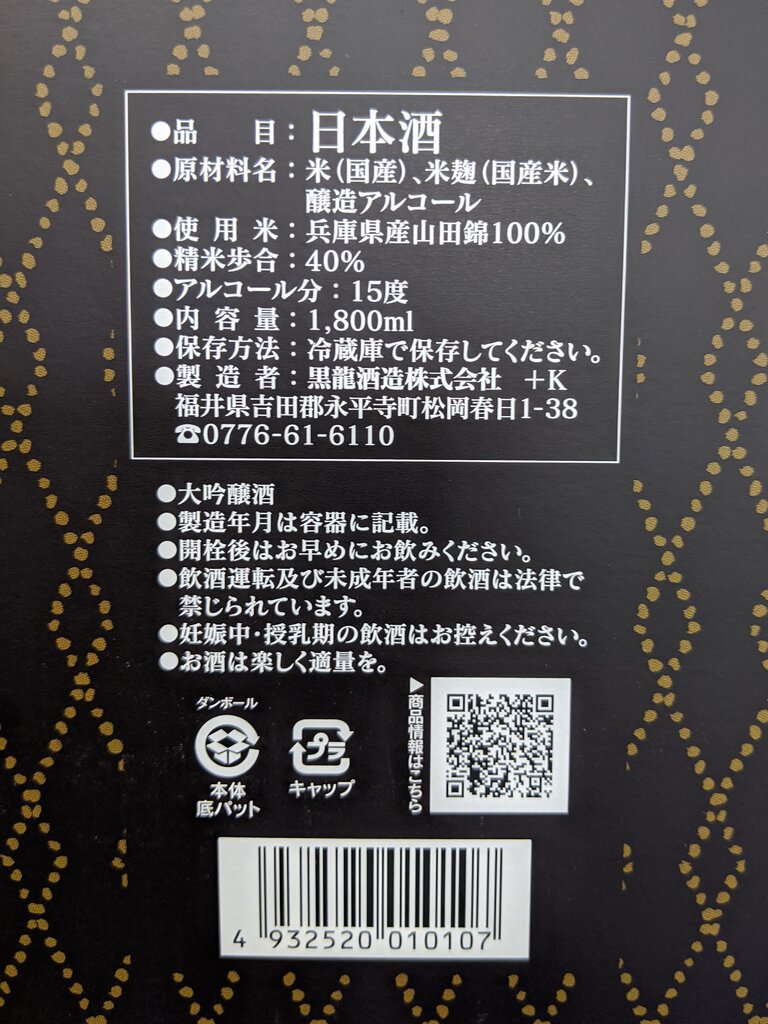 ●品　　目：日本酒
●原材料名：米（国産）、米麹（国産米）、
醸造アルコール
●使 用 米：兵庫県産山田錦100%
●精米歩合：40%
●アルコール分：15度
●内 容 量：1,800ml
●保存方法：冷蔵庫で保存してください。
●製 造 者：黒龍酒造株式会社　+K
福井県吉田郡永平寺町松岡春日1-38
☎0776-61-6110
●大吟醸酒
●製造年月は容器に記載。
●開栓後はお早めにお飲みください。
●飲酒運転及び未成年者の飲酒は法律で
禁じられています。
●妊娠中・授乳期の飲酒はお控えください。
●お酒は楽しく適量を。
ダンボール
本体
底パット
プラ
キャップ
▶商品情報はこちら
4 932520 010107